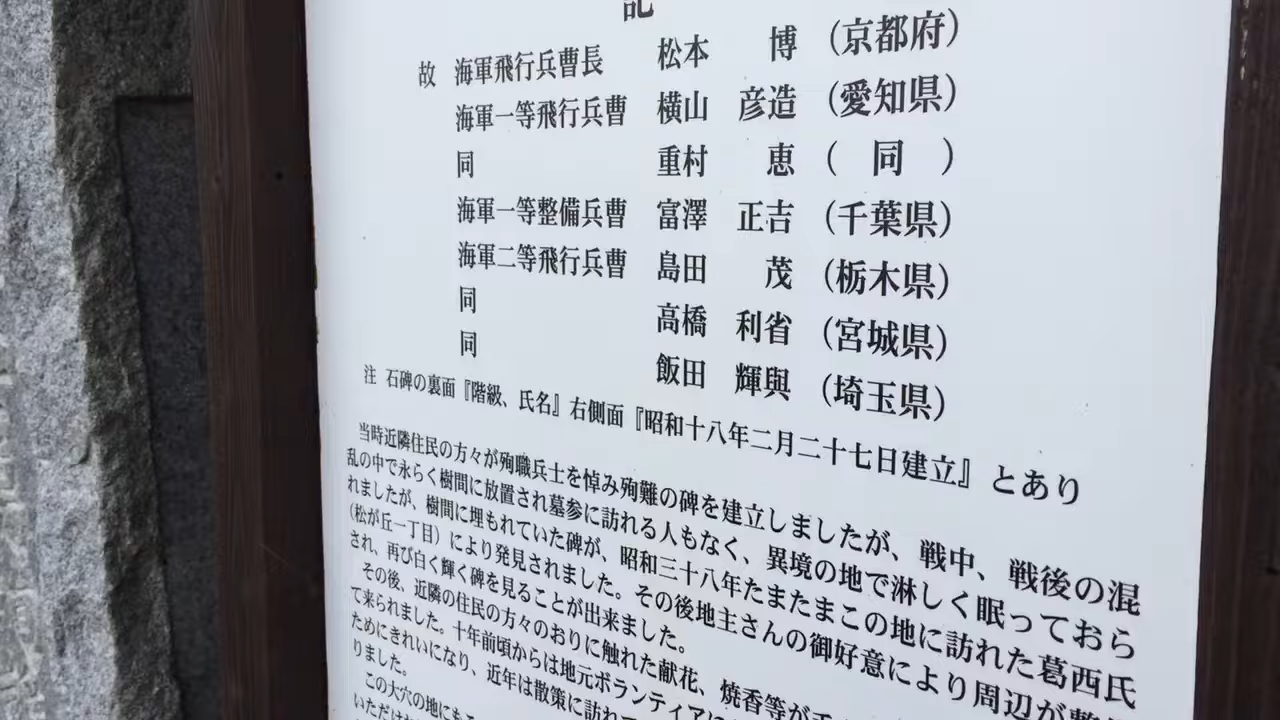 記
故 海軍飛行兵曹長 松本 博 (京都府)
海軍一等飛行兵曹 横山 彦造 (愛知県)
同 重村 恵 ( 同 )
海軍一等整備兵曹 富澤 正吉 (千葉県)
海軍二等飛行兵曹 島田 茂 (栃木県)
同 高橋 利省 (宮城県)
同 飯田 輝與 (埼玉県)
注 石碑の裏面『階級、氏名』右側面『昭和十八年二月二十七日建立』とあり
当時近隣住民の方々が殉職兵士を悼み殉難の碑を建立しましたが、戦中、戦後の混
乱の中で永らく樹間に放置され墓参に訪れる人もなく、異境の地で淋しく眠っておら
れましたが、樹間に埋もれていた碑が、昭和三十八年たまたまこの地に訪れた葛西氏
(松が丘一丁目)により発見されました。その後地主さんの御好意により周辺が整
され、再び白く輝く碑を見ることが出来ました。
その後、近隣の住民の方々のおりに触れた献花、焼香等が
て来られました。十年前頃からは地元ボランティアに
ためにきれいになり、近年は散策に訪れ
りました。
この大穴の地にも
いただけ